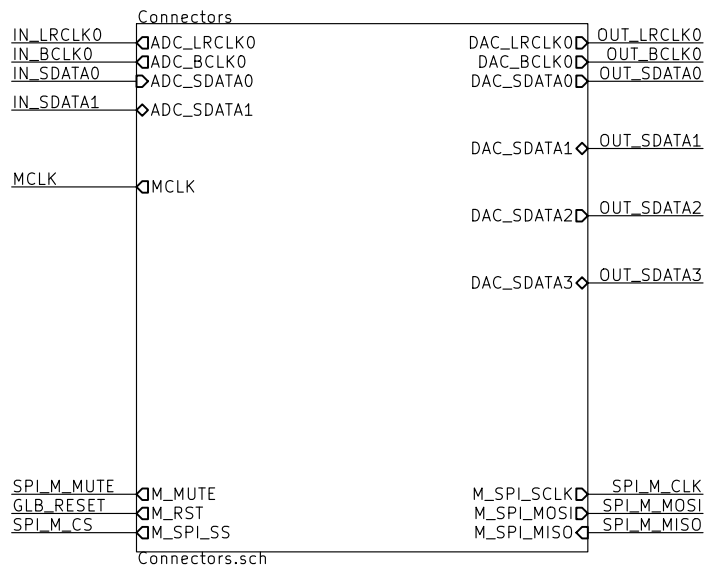 Connectors
IN_LRCLK0 ADC_LRCLK0 DAC_LRCLK0 OUT_LRCLK0
IN_BCLK0 ADC_BCLK0 DAC_BCLK0 OUT_BCLK0
IN_SDATA0 ADC_SDATA0 DAC_SDATA0 OUT_SDATA0
IN_SDATA1 ADC_SDATA1
DAC_SDATA1 OUT_SDATA1
MCLK MCLK
DAC_SDATA2 OUT_SDATA2
DAC_SDATA3 OUT_SDATA3
SPI_M_MUTE M_MUTE M_SPI_SCLK SPI_M_CLK
GLB_RESET M_RST M_SPI_MOSI SPI_M_MOSI
SPI_M_CS M_SPI_SS M_SPI_MISO SPI_M_MISO
Connectors.sch